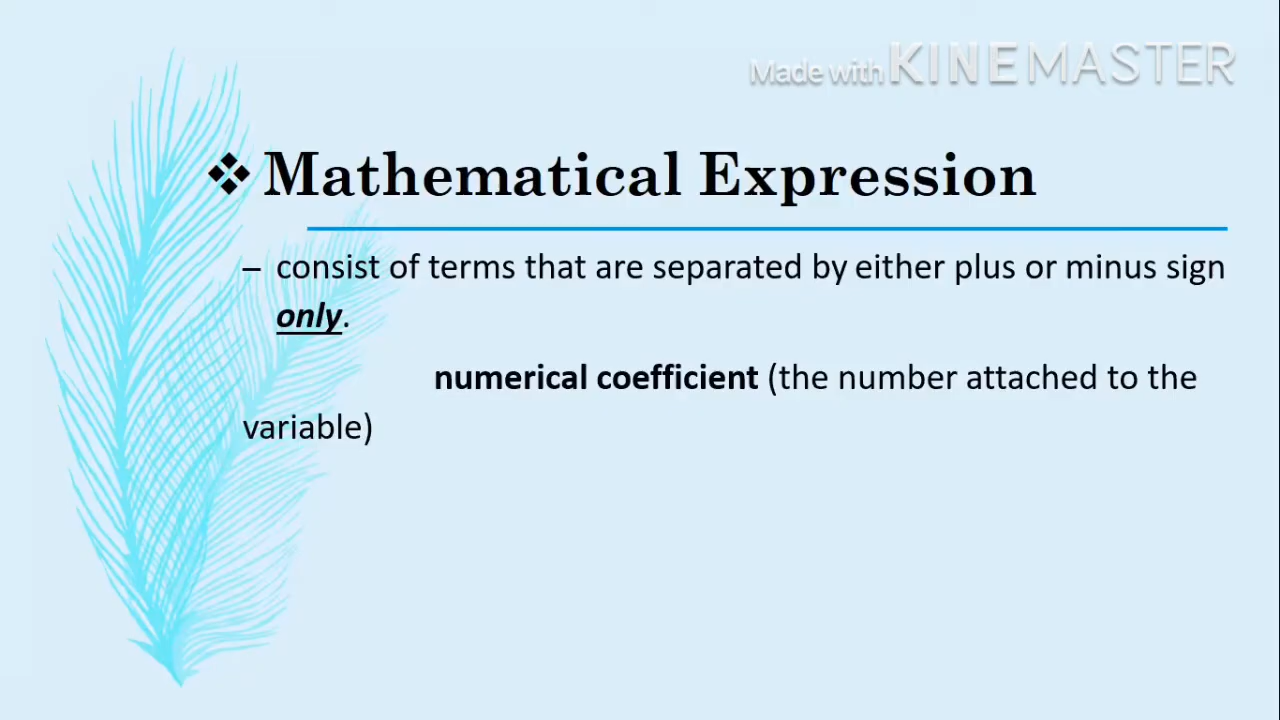 Made with KINEMASTER
❖ Mathematical Expression
– consist of terms that are separated by either plus or minus sign
only.
numerical coefficient (the number attached to the
variable)